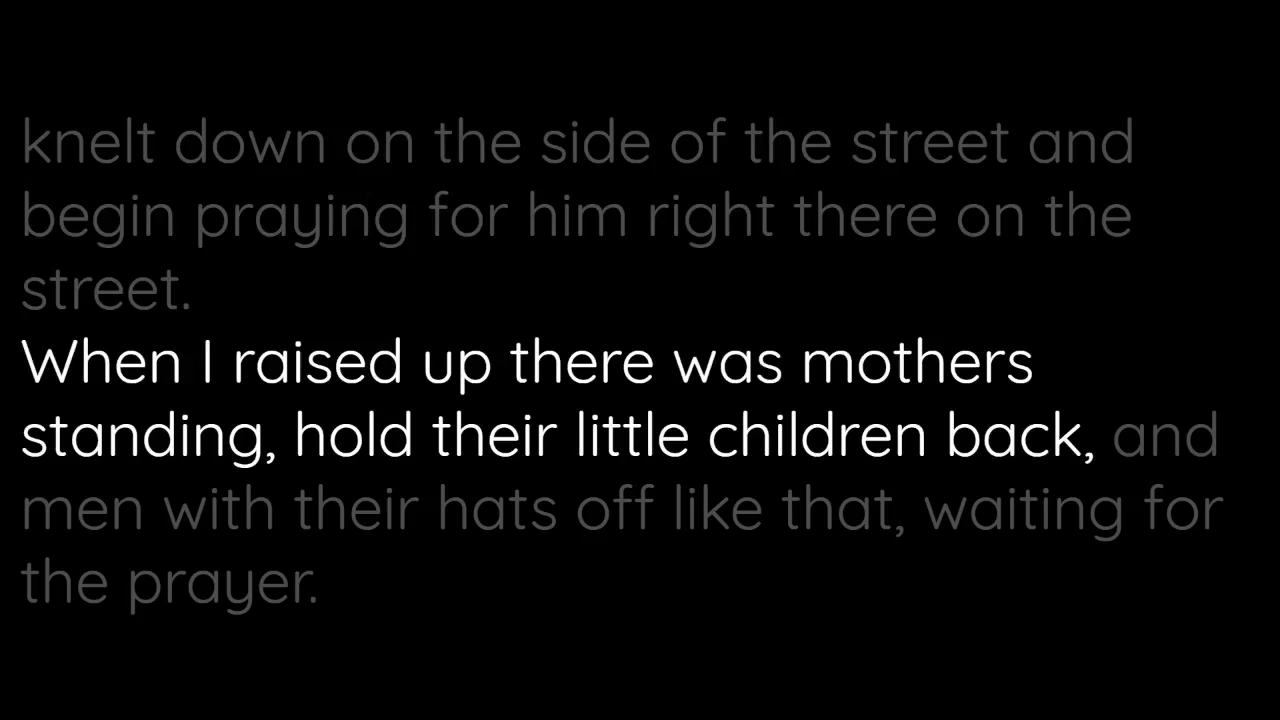 knelt down on the side of the street and
begin praying for him right there on the
street.
When I raised up there was mothers
standing, hold their little children back, and
men with their hats off like that, waiting for
the prayer.